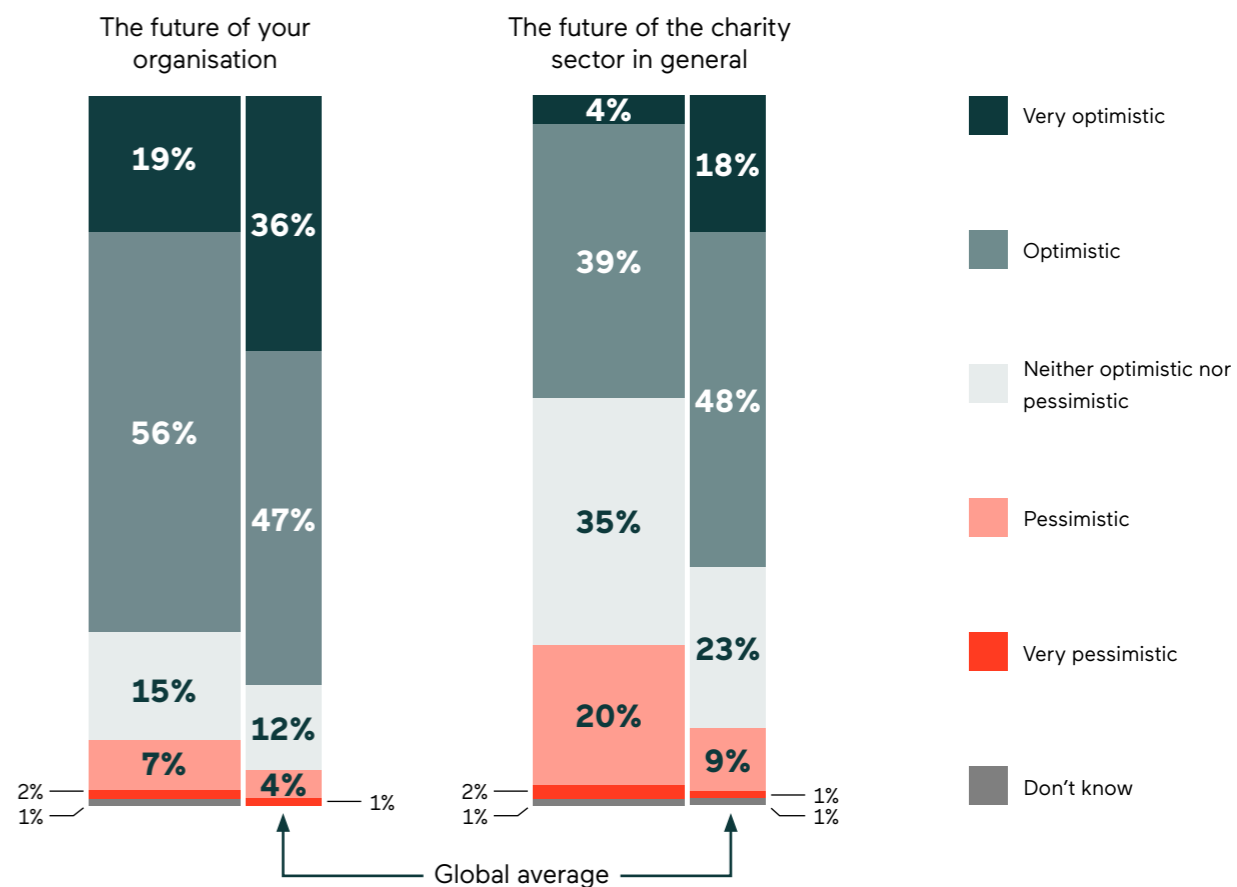 The future of your
organisation
19%
56%
15%
7%
2%
1%
36%
47%
12%
4%
1%
The future of the charity
sector in general
4%
39%
35%
20%
2%
1%
18%
48%
23%
9%
1%
1%
Global average
Very optimistic
Optimistic
Neither optimistic nor
pessimistic
Pessimistic
Very pessimistic
Don’t know